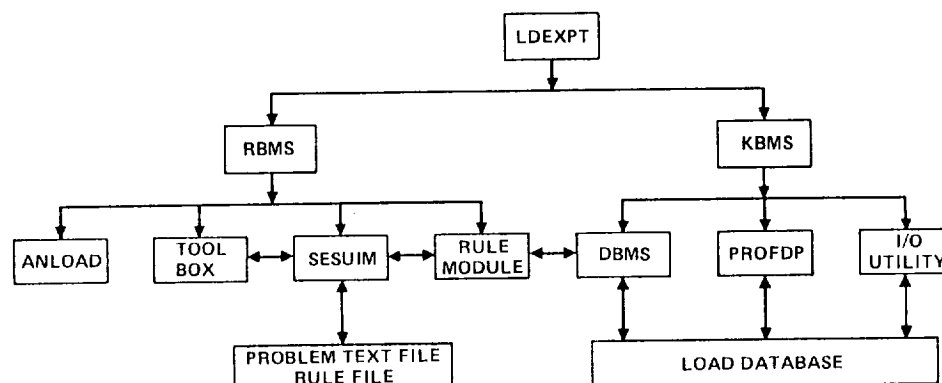 LDEXPT
RBMS
KBMS
ANLOAD
TOOL
BOX
SESUIM
RULE
MODULE
DBMS
PROFDP
I/O
UTILITY
PROBLEM TEXT FILE
RULE FILE
LOAD DATABASE